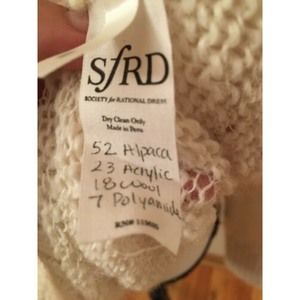 SfRD
SOCIETY for RATIONAL DRESS
Dry Clean Only
Made in Peru
52 Alpaca
23 Acrylic
18 Wool
7 Polyamide
RN#